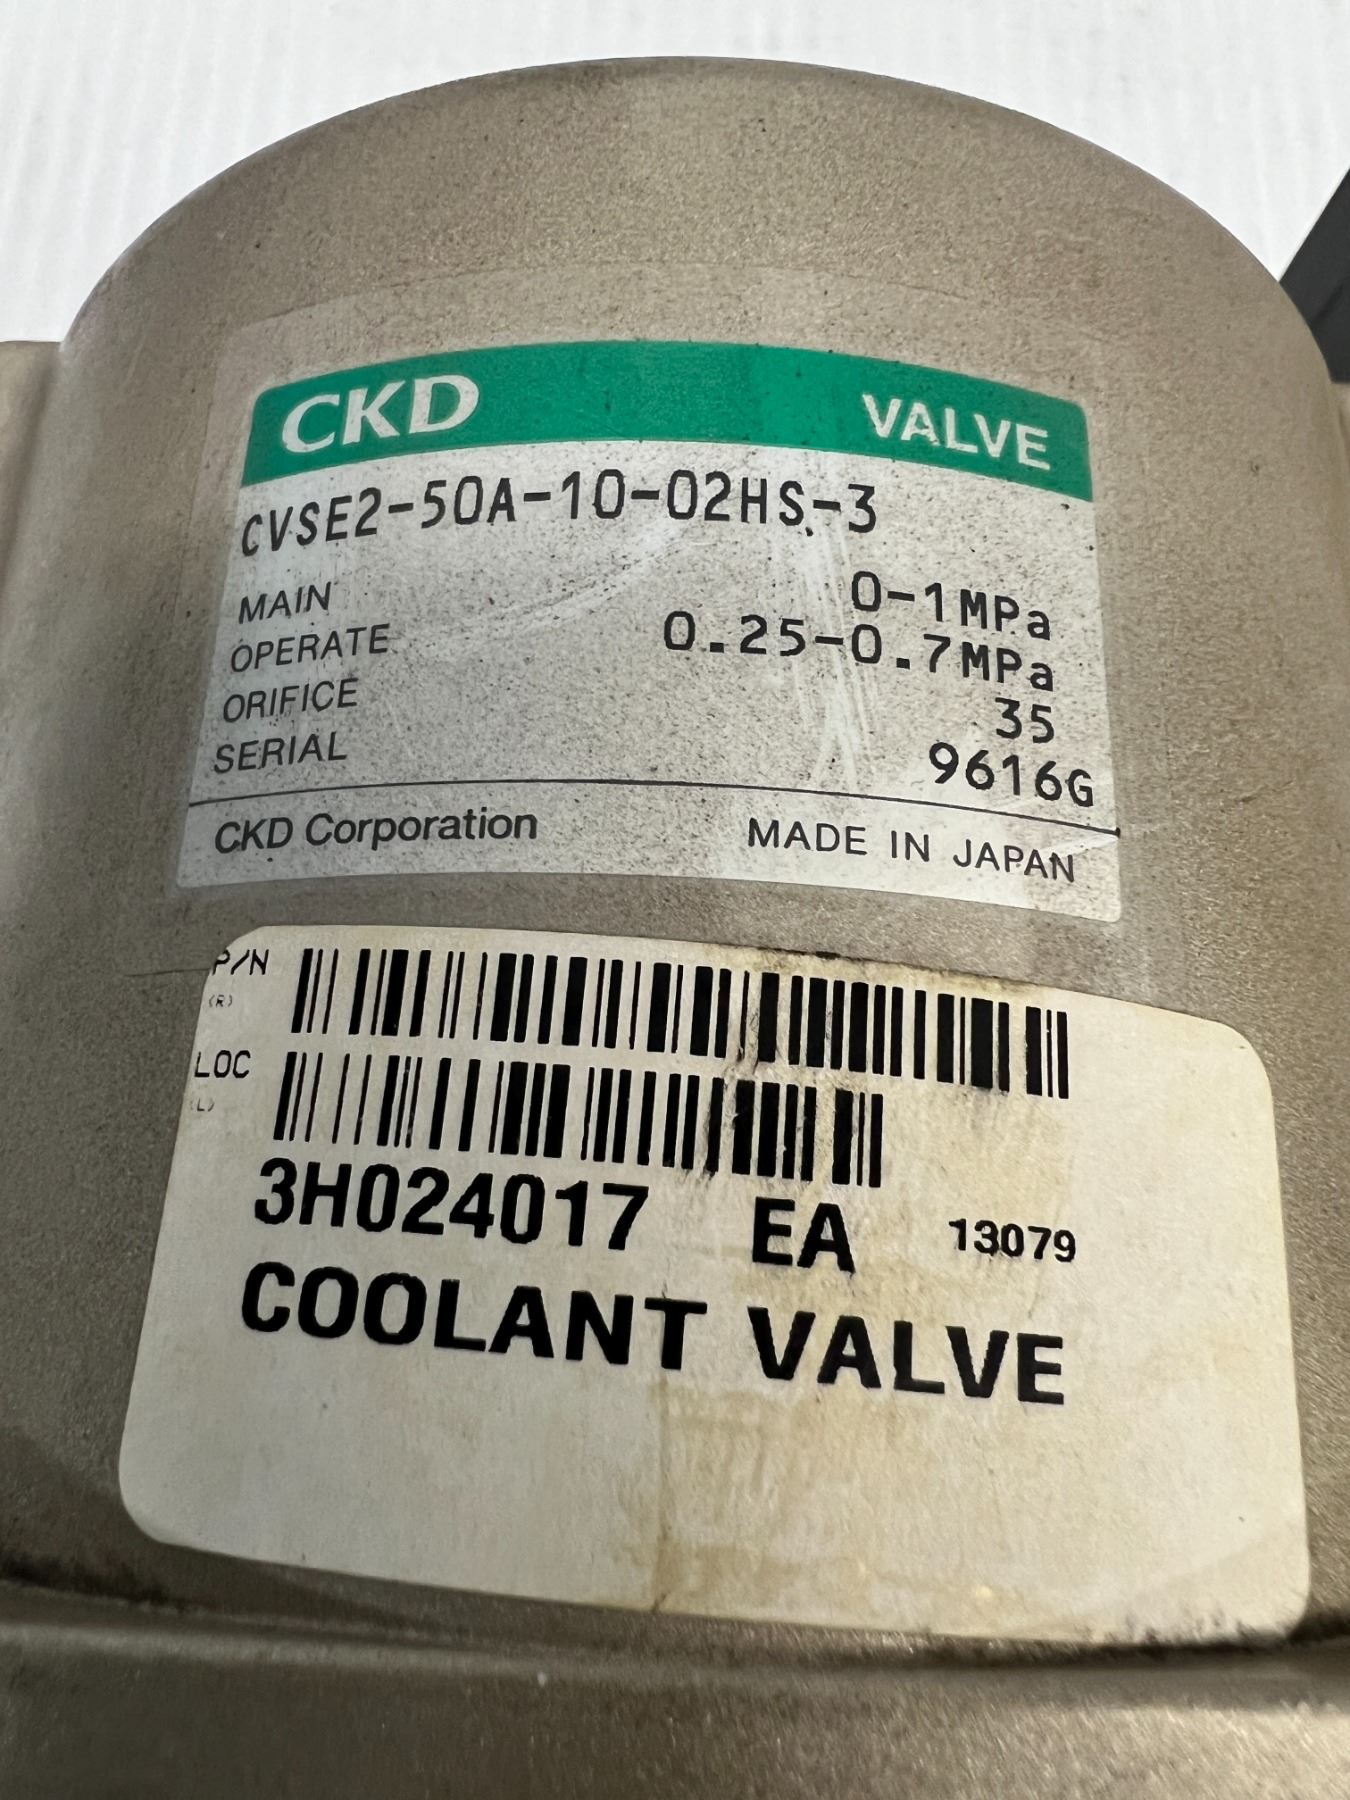 CKD VALVE
CVSE2-50A-10-02HS-3
MAIN 0-1MPa
OPERATE 0.25-0.7MPa
ORIFICE 35
SERIAL 9616G
CKD Corporation MADE IN JAPAN
P/N
(R)
LOC
(L)
3H024017 EA 13079
COOLANT VALVE